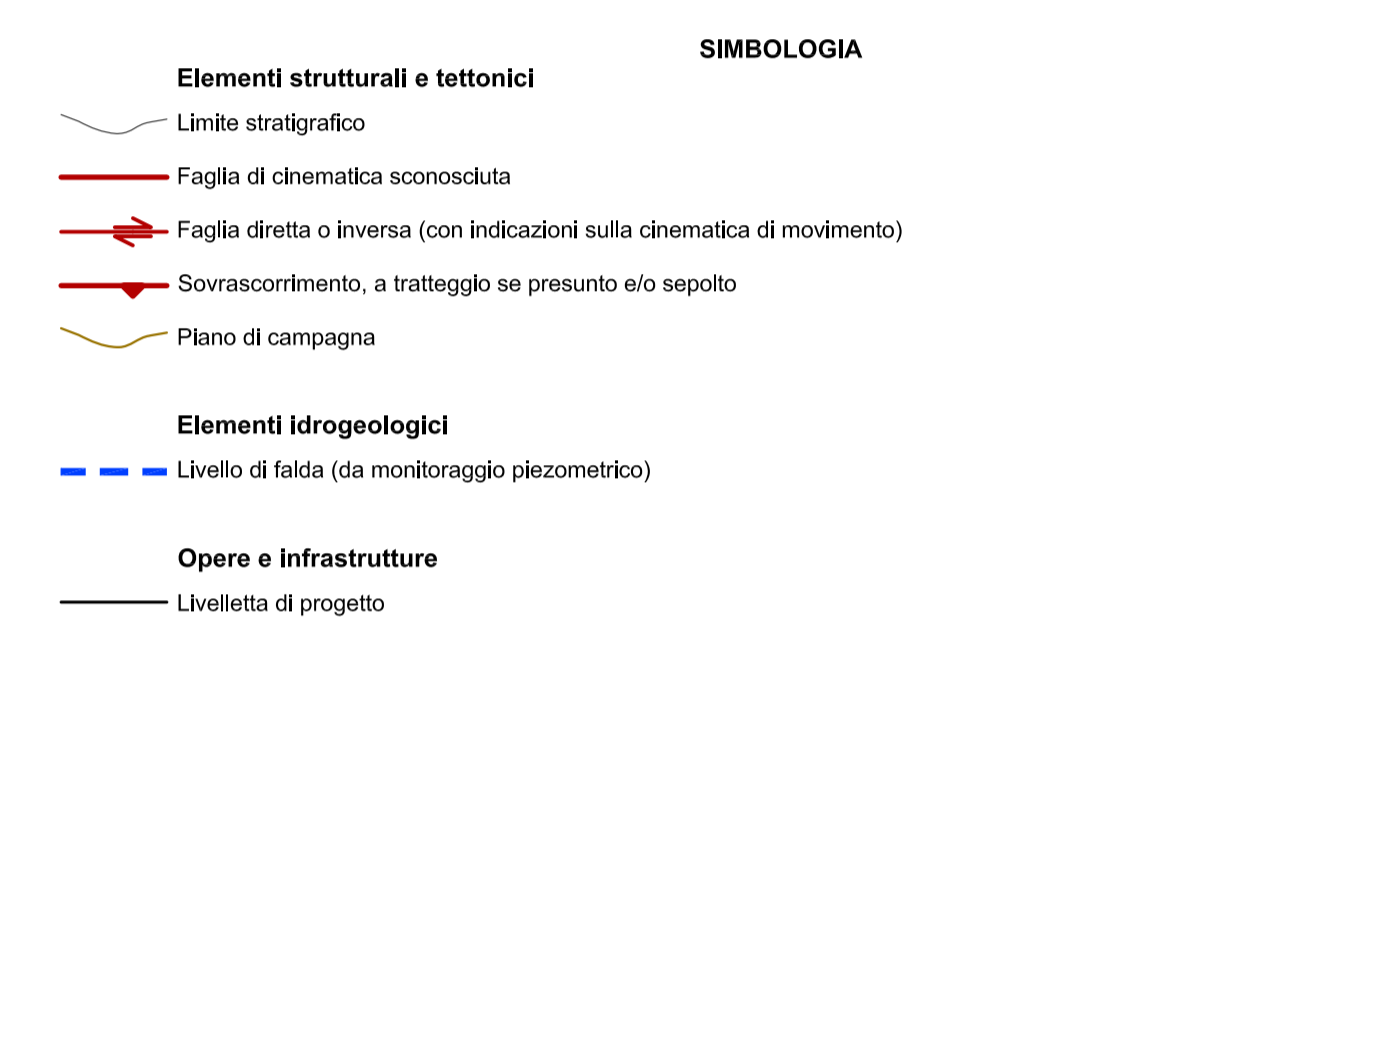 SIMBOLOGIA
Elementi strutturali e tettonici
Limite stratigrafico
Faglia di cinematica sconosciuta
Faglia diretta o inversa (con indicazioni sulla cinematica di movimento)
Sovrascorrimento, a tratteggio se presunto e/o sepolto
Piano di campagna
Elementi idrogeologici
Livello di falda (da monitoraggio piezometrico)
Opere e infrastrutture
Livelletta di progetto